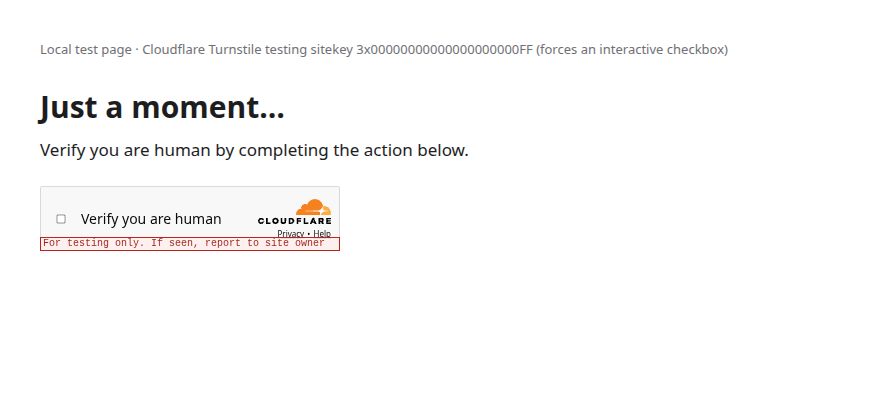 Local test page · Cloudflare Turnstile testing sitekey 3x00000000000000000000FF (forces an interactive checkbox)
Just a moment...
Verify you are human by completing the action below.
Verify you are human
CLOUDFLARE
Privacy • Help
For testing only. If seen, report to site owner